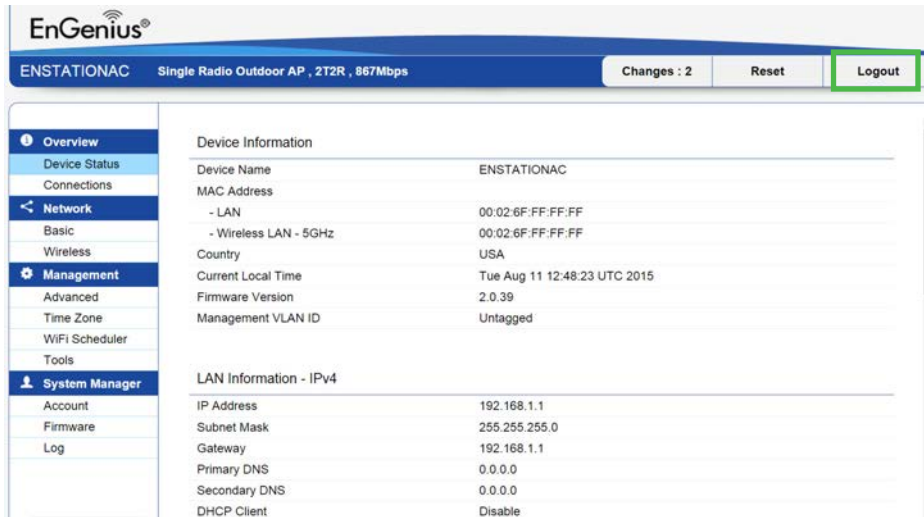 EnGenius®
ENSTATIONAC Single Radio Outdoor AP , 2T2R , 867Mbps Changes : 2 Reset Logout
Overview
Device Status
Connections
Network
Basic
Wireless
Management
Advanced
Time Zone
WiFi Scheduler
Tools
System Manager
Account
Firmware
Log
Device Information
Device Name ENSTATIONAC
MAC Address
- LAN 00:02:6F:FF:FF:FF
- Wireless LAN - 5GHz 00:02:6F:FF:FF:FF
Country USA
Current Local Time Tue Aug 11 12:48:23 UTC 2015
Firmware Version 2.0.39
Management VLAN ID Untagged
LAN Information - IPv4
IP Address 192.168.1.1
Subnet Mask 255.255.255.0
Gateway 192.168.1.1
Primary DNS 0.0.0.0
Secondary DNS 0.0.0.0
DHCP Client Disable